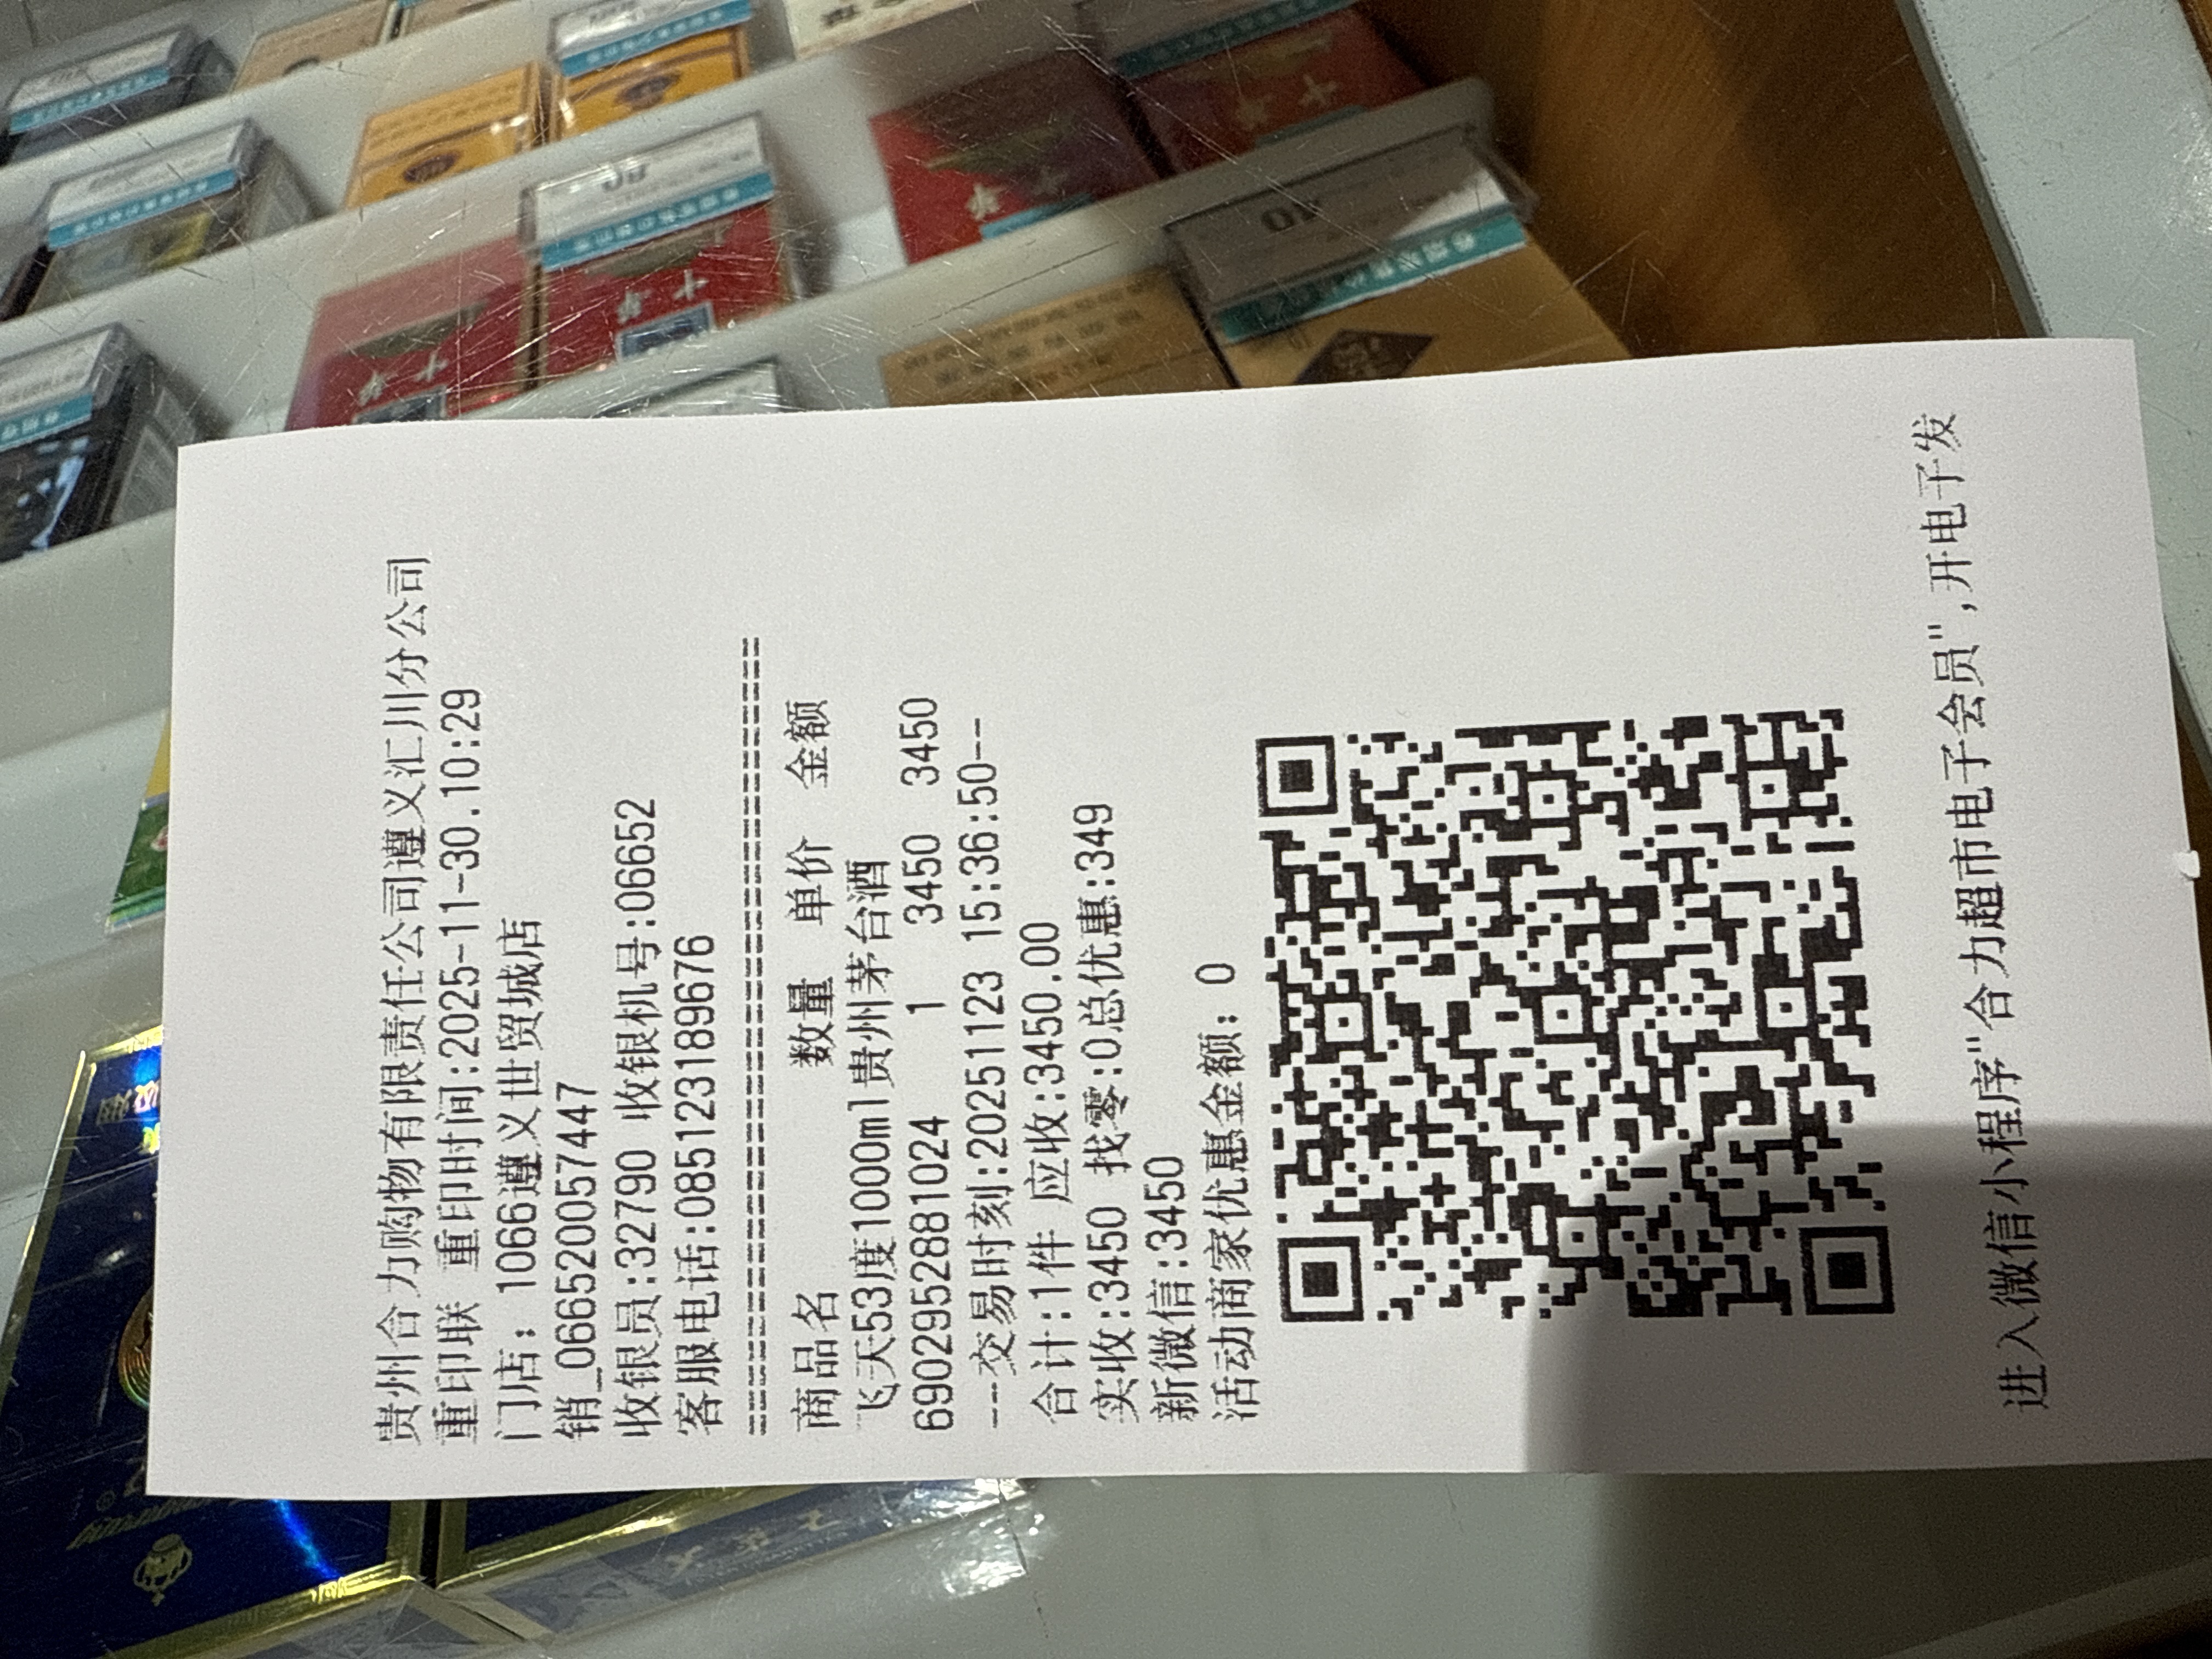 贵州合力购物有限责任公司遵义汇川分公司
重印联 重印时间:2025-11-30.10:29
门店: 1066遵义世贸城店
销_066520057447
收银员:32790 收银机号:06652
客服电话:085123189676
商品名 数量 单价 金额
飞天53度1000ml贵州茅台酒
6902952881024 1 3450 3450
--交易时刻:20251123 15:36:50--
合计:1件 应收:3450.00
实收:3450 找零:0总优惠:349
新微信:3450
活动商家优惠金额: 0
进入微信小程序"合力超市电子会员",开电子发